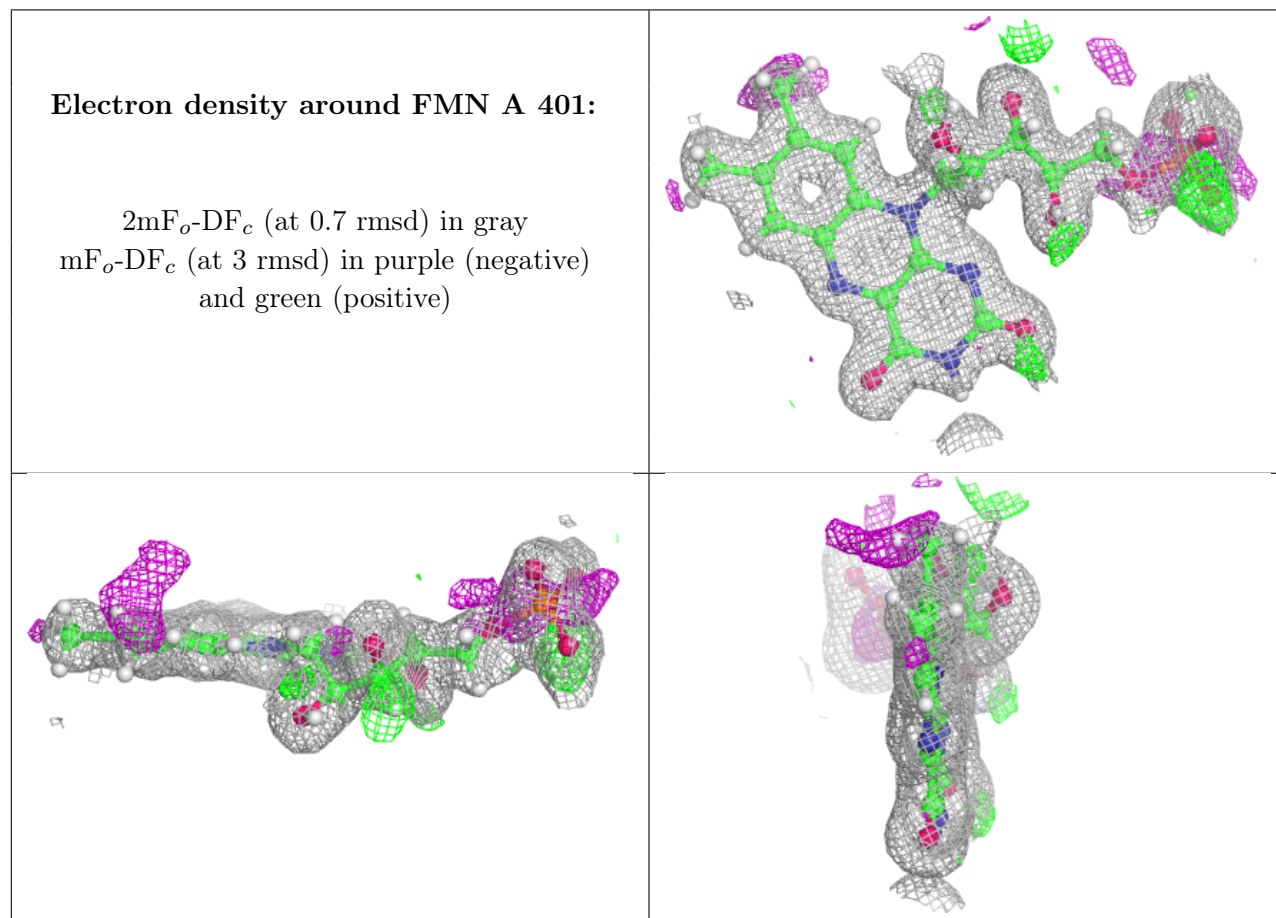 Electron density around FMN A 401:
2mFo-DFc (at 0.7 rmsd) in gray
mFo-DFc (at 3 rmsd) in purple (negative)
and green (positive)